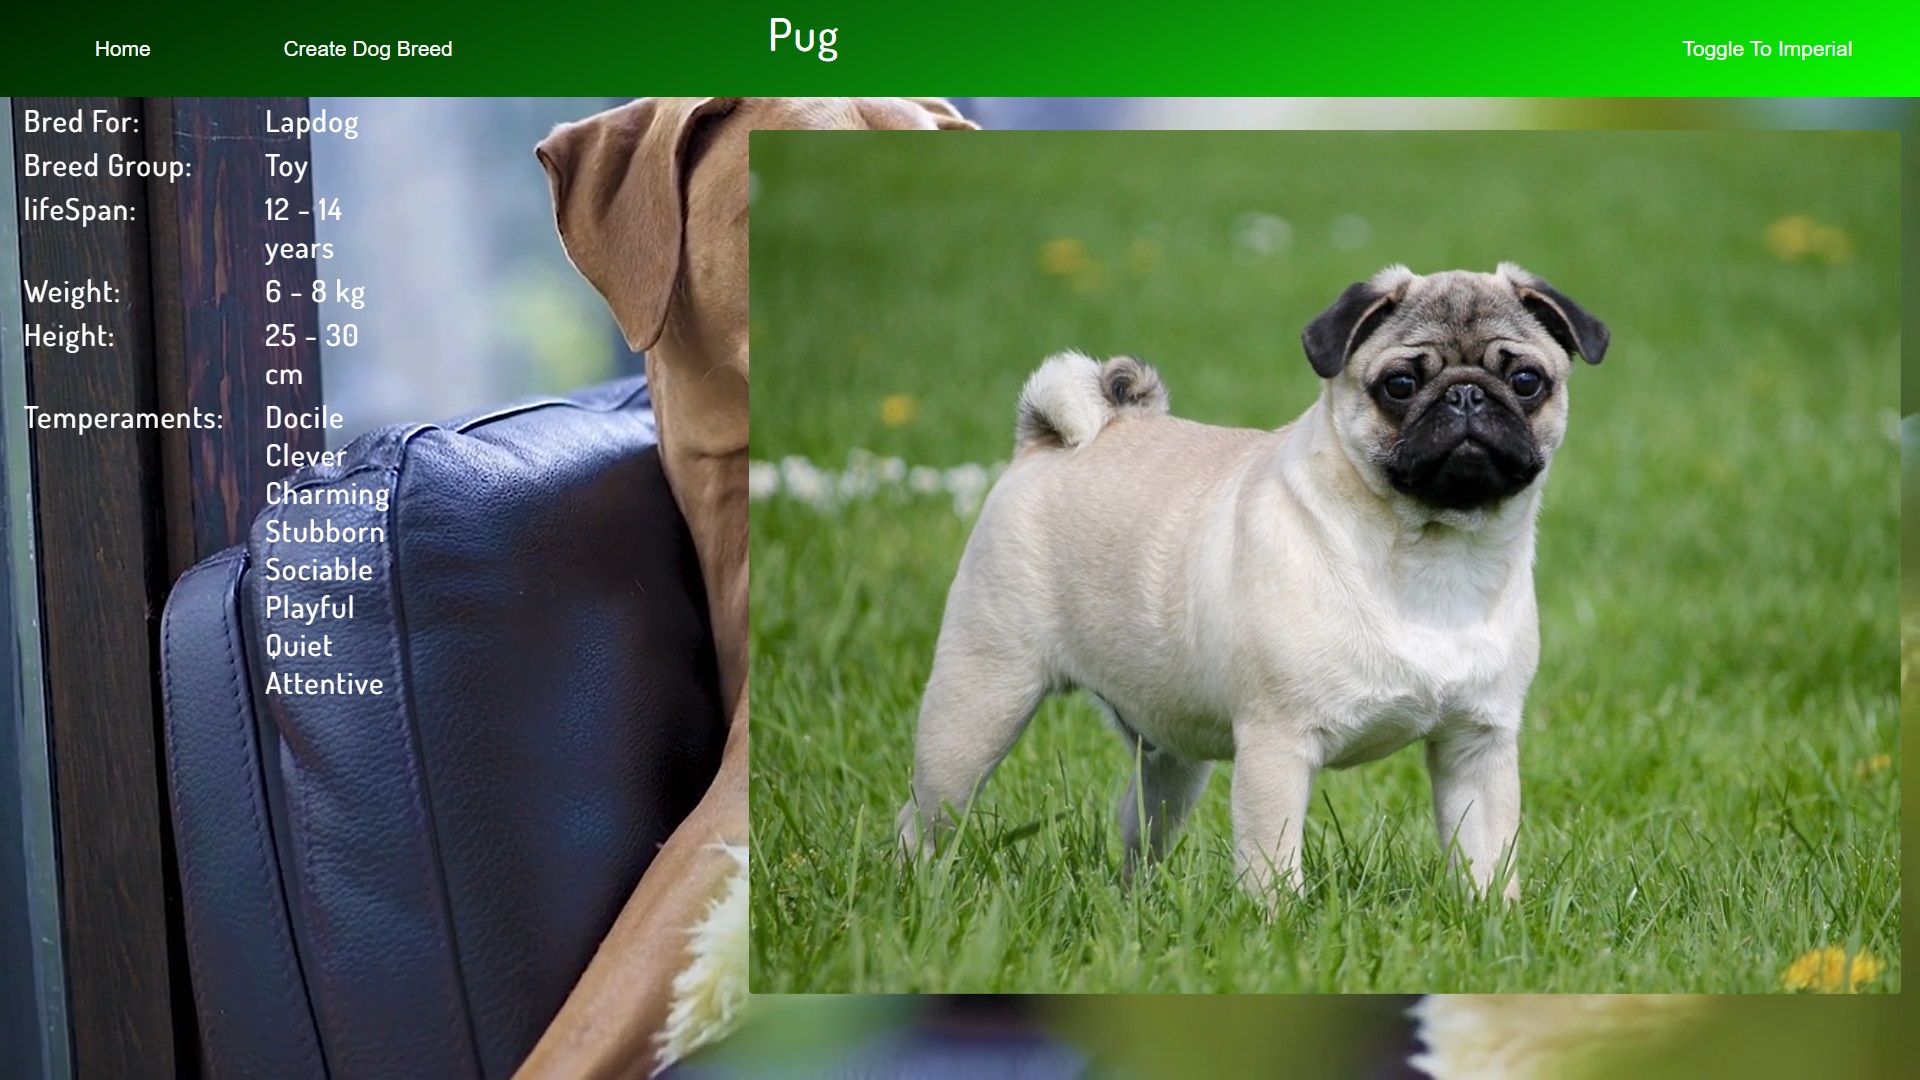 Home
Create Dog Breed
Pug
Toggle To Imperial
Bred For: Lapdog
Breed Group: Toy
lifeSpan: 12 - 14
years
Weight: 6 - 8 kg
Height: 25 - 30
cm
Temperaments: Docile
Clever
Charming
Stubborn
Sociable
Playful
Quiet
Attentive